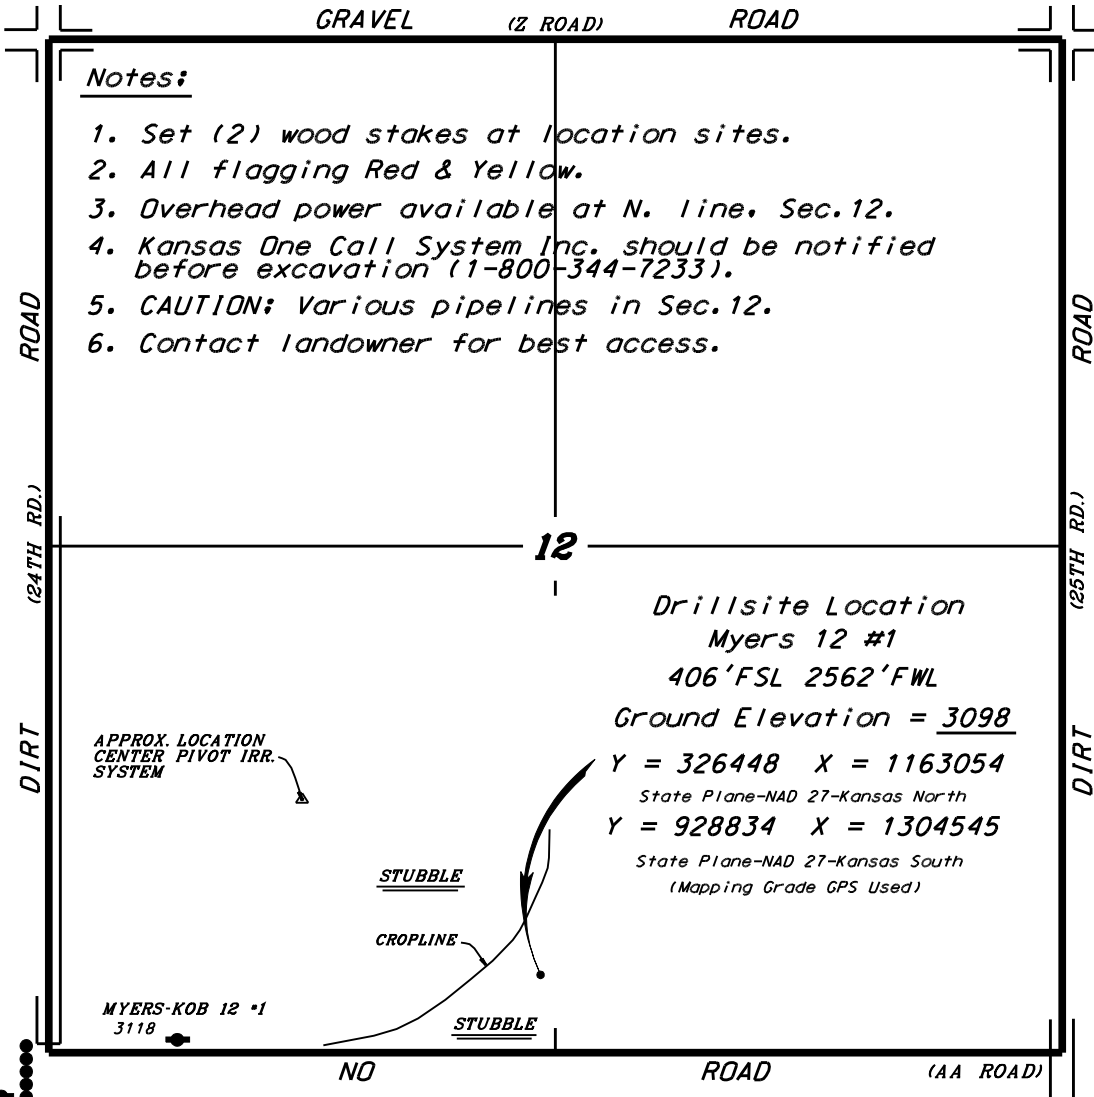 GRAVEL (Z ROAD) ROAD
Notes:
1. Set (2) wood stakes at location sites.
2. All flagging Red & Yellow.
3. Overhead power available at N. line, Sec.12.
4. Kansas One Call System Inc. should be notified
before excavation (1-800-344-7233).
5. CAUTION: Various pipelines in Sec.12.
6. Contact landowner for best access.
ROAD
ROAD
(24TH RD.)
(25TH RD.)
12
Drillsite Location
Myers 12 #1
406'FSL 2562'FWL
Ground Elevation = 3098
Y = 326448 X = 1163054
State Plane-NAD 27-Kansas North
Y = 928834 X = 1304545
State Plane-NAD 27-Kansas South
(Mapping Grade GPS Used)
DIRT
DIRT
APPROX. LOCATION
CENTER PIVOT IRR.
SYSTEM
STUBBLE
CROPLINE
MYERS-KOB 12 #1
3118
STUBBLE
NO ROAD (AA ROAD)